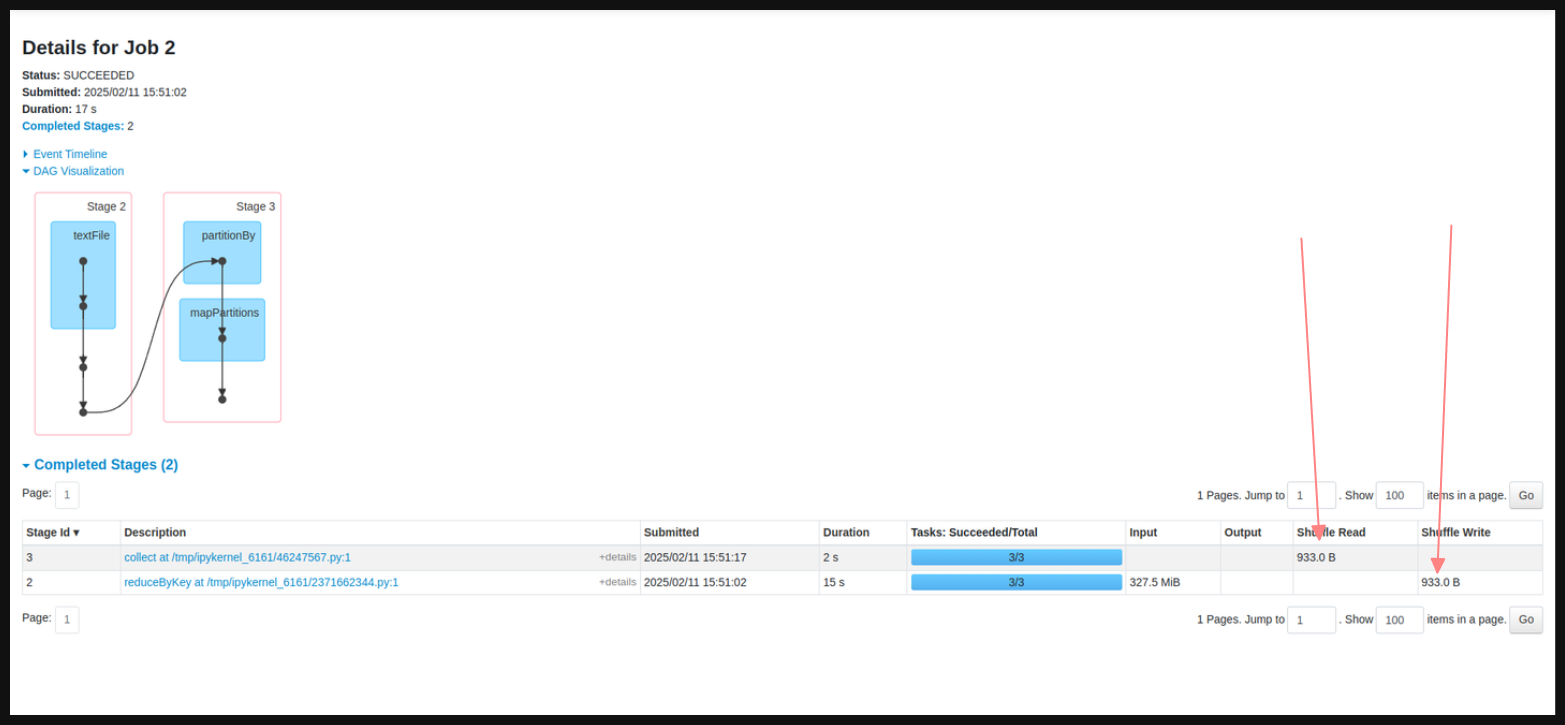 Details for Job 2
Status: SUCCEEDED
Submitted: 2025/02/11 15:51:02
Duration: 17 s
Completed Stages: 2
Event Timeline
DAG Visualization
Stage 2
Stage 3
textFile
partitionBy
mapPartitions
Completed Stages (2)
Page: 1
1 Pages. Jump to 1 . Show 100 items in a page. Go
Stage Id ▾ Description Submitted Duration Tasks: Succeeded/Total Input Output Shuffle Read Shuffle Write
3 collect at /tmp/ipykernel_6161/46247567.py:1 +details 2025/02/11 15:51:17 2 s 3/3 933.0 B
2 reduceByKey at /tmp/ipykernel_6161/2371662344.py:1 +details 2025/02/11 15:51:02 15 s 3/3 327.5 MiB 933.0 B
Page: 1
1 Pages. Jump to 1 . Show 100 items in a page. Go